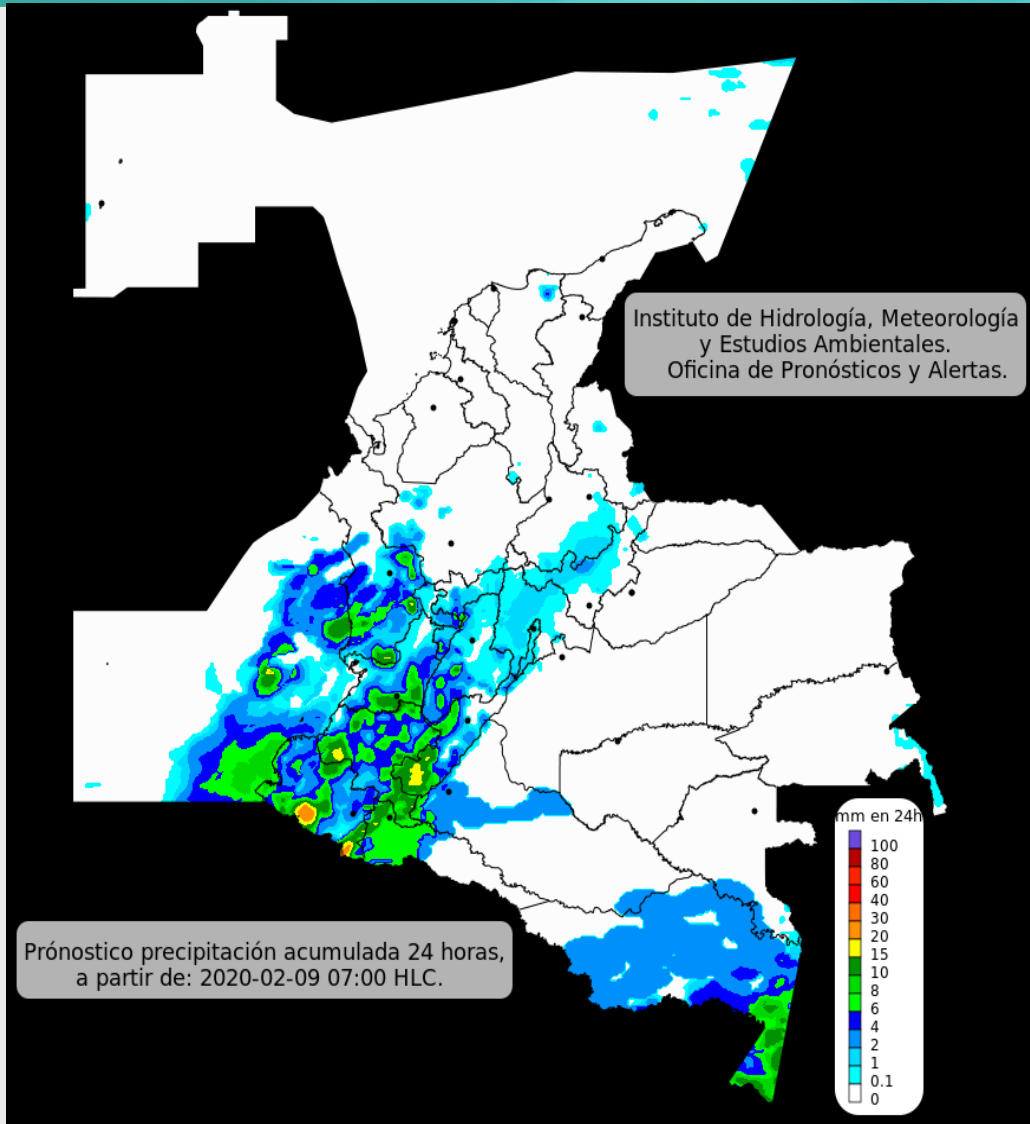 Instituto de Hidrología, Meteorología
y Estudios Ambientales.
Oficina de Pronósticos y Alertas.
mm en 24h
100
80
60
40
30
20
15
10
8
6
4
2
1
0.1
0
Prónostico precipitación acumulada 24 horas,
a partir de: 2020-02-09 07:00 HLC.